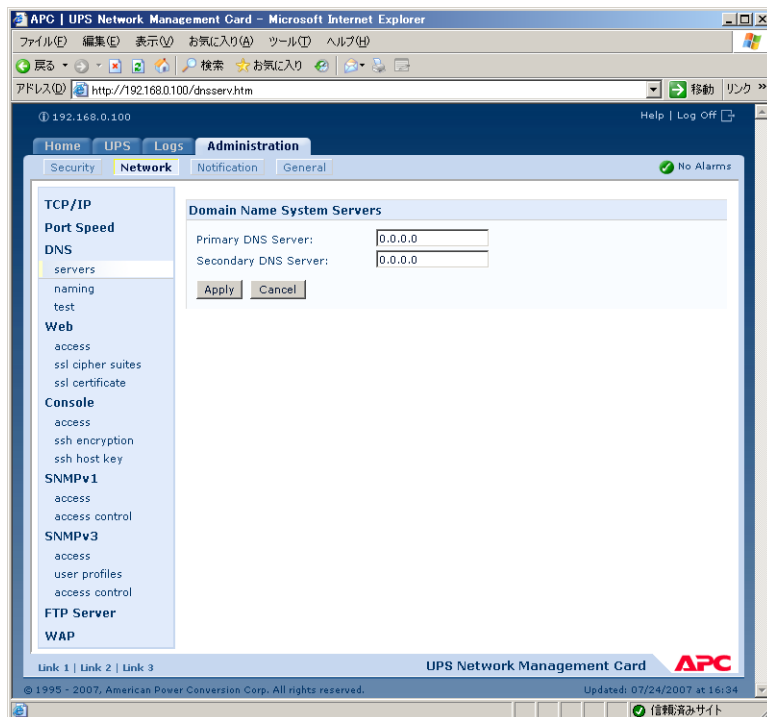 APC | UPS Network Management Card - Microsoft Internet Explorer
ファイル(F) 編集(E) 表示(V) お気に入り(A) ツール(T) ヘルプ(H)
戻る 検索 お気に入り
アドレス(D) http://192.168.0.100/dnsserv.htm 移動 リンク »
192.168.0.100 Help | Log Off
Home UPS Logs Administration
Security Network Notification General No Alarms
TCP/IP
Port Speed
DNS
servers
naming
test
Web
access
ssl cipher suites
ssl certificate
Console
access
ssh encryption
ssh host key
SNMPv1
access
access control
SNMPv3
access
user profiles
access control
FTP Server
WAP
Domain Name System Servers
Primary DNS Server: 0.0.0.0
Secondary DNS Server: 0.0.0.0
Apply Cancel
Link 1 | Link 2 | Link 3 UPS Network Management Card APC
© 1995 - 2007, American Power Conversion Corp. All rights reserved. Updated: 07/24/2007 at 16:34
信頼済みサイト